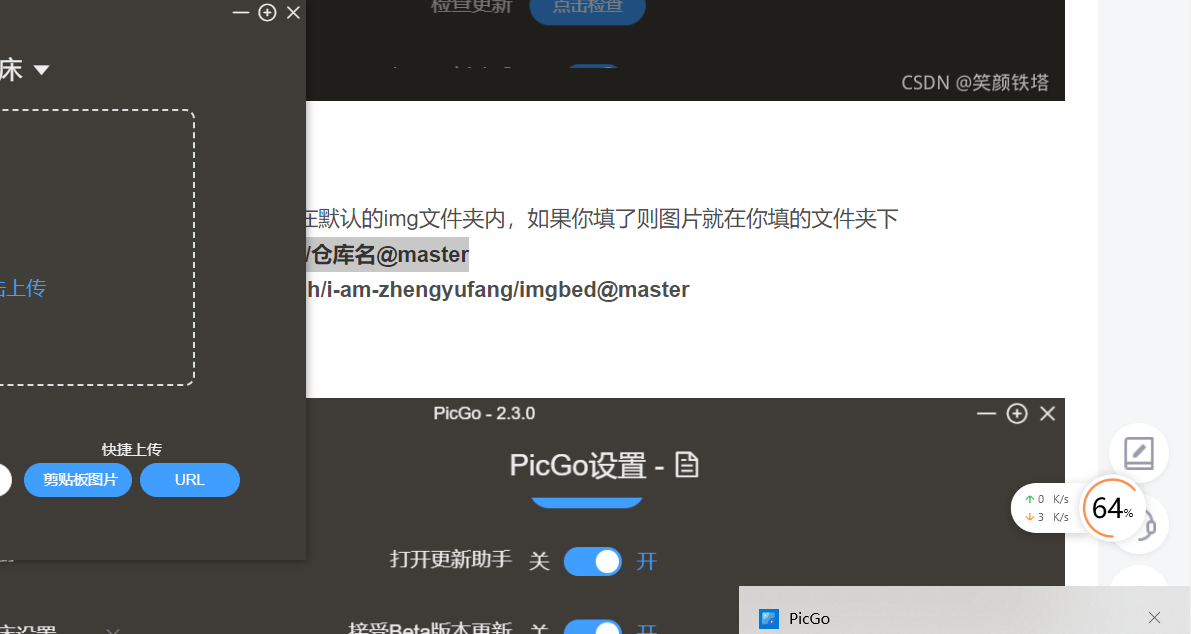 检查更新 点击检查
CSDN @笑颜铁塔
床
在默认的img文件夹内，如果你填了则图片就在你填的文件夹下
/仓库名@master
h/i-am-zhengyufang/imgbed@master
击上传
快捷上传
剪贴板图片 URL
PicGo - 2.3.0
PicGo设置 -
打开更新助手 关 开
接受Beta版本更新 关 开
床设置
↑ 0 K/s
↓ 3 K/s
64%
PicGo